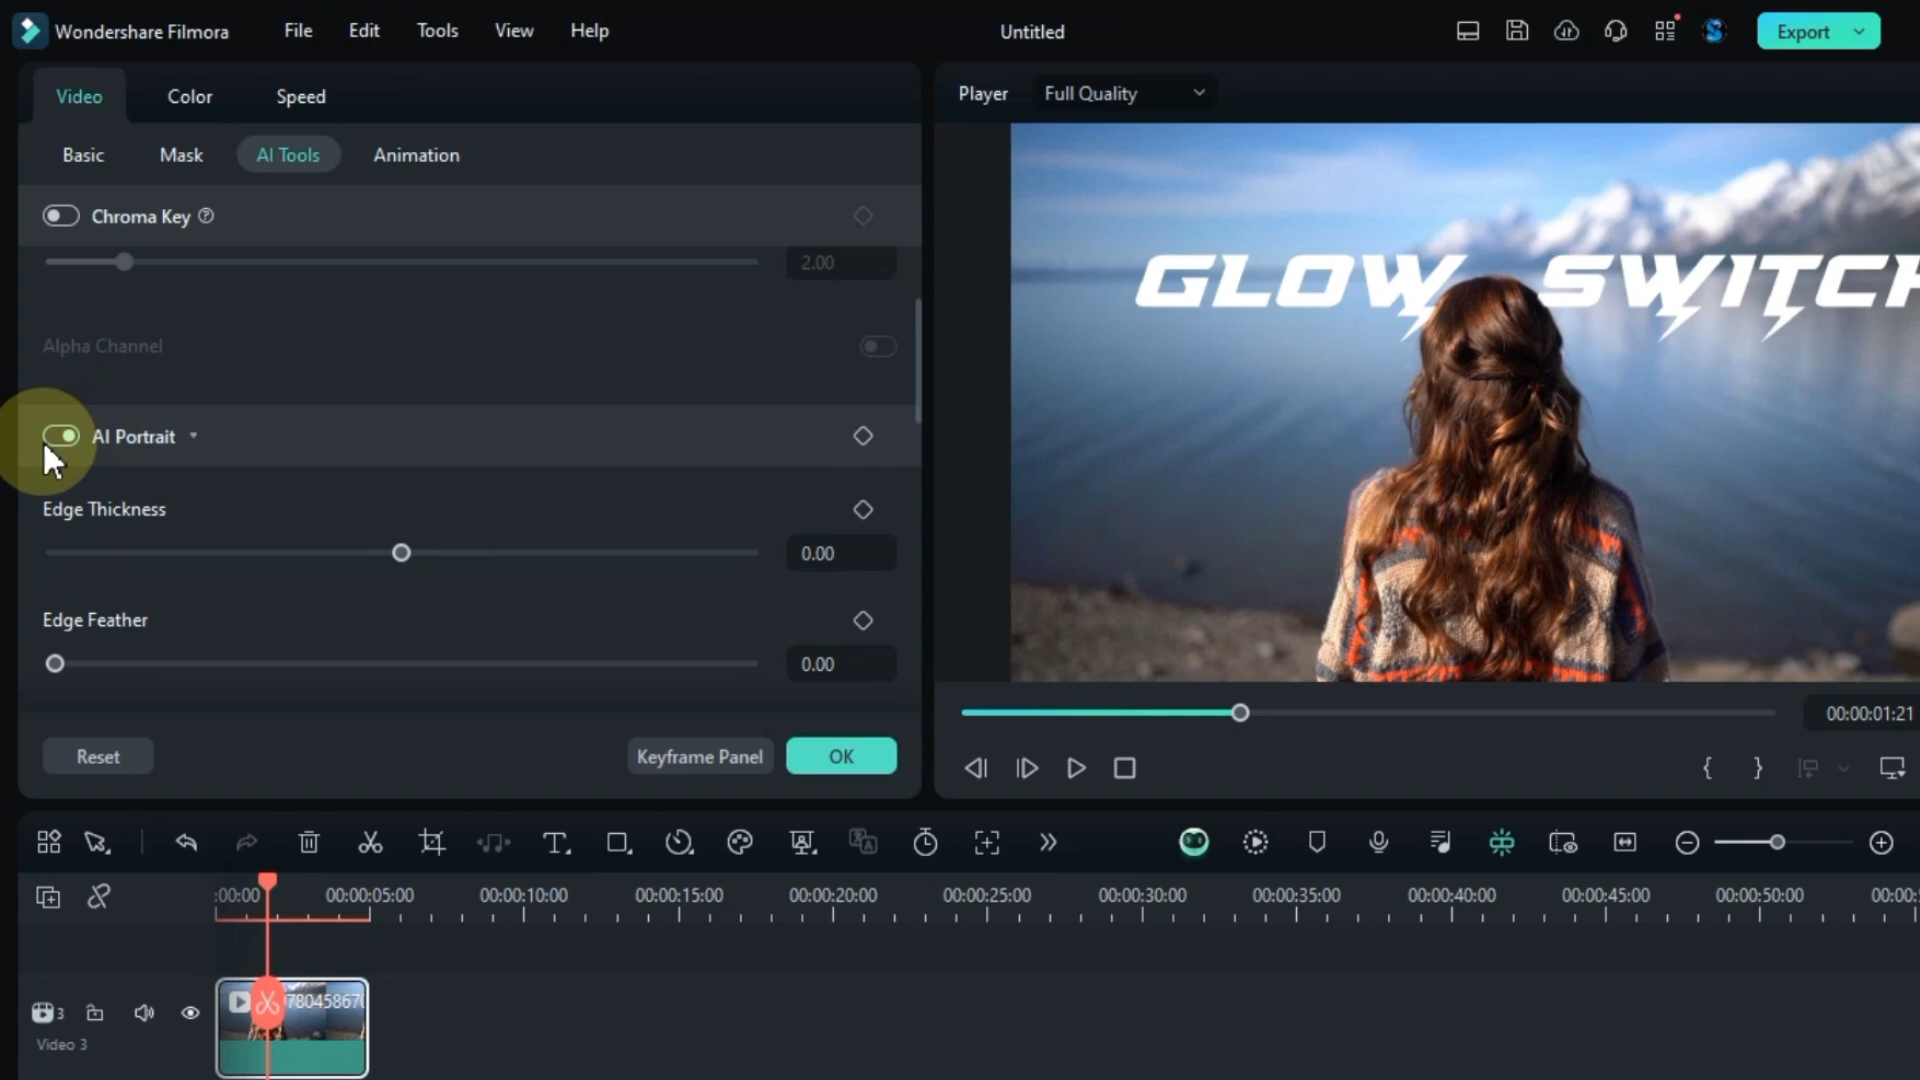 Wondershare Filmora
File
Edit
Tools
View
Help
Untitled
Export
Video
Color
Speed
Player
Full Quality
Basic
Mask
AI Tools
Animation
Chroma Key
2.00
Alpha Channel
AI Portrait
Edge Thickness
0.00
Edge Feather
0.00
Reset
Keyframe Panel
OK
GLOW SWITCH
00:00:01:21
:00:00
00:00:05:00
00:00:10:00
00:00:15:00
00:00:20:00
00:00:25:00
00:00:30:00
00:00:35:00
00:00:40:00
00:00:45:00
00:00:50:00
00:00:
3
Video 3
78045867